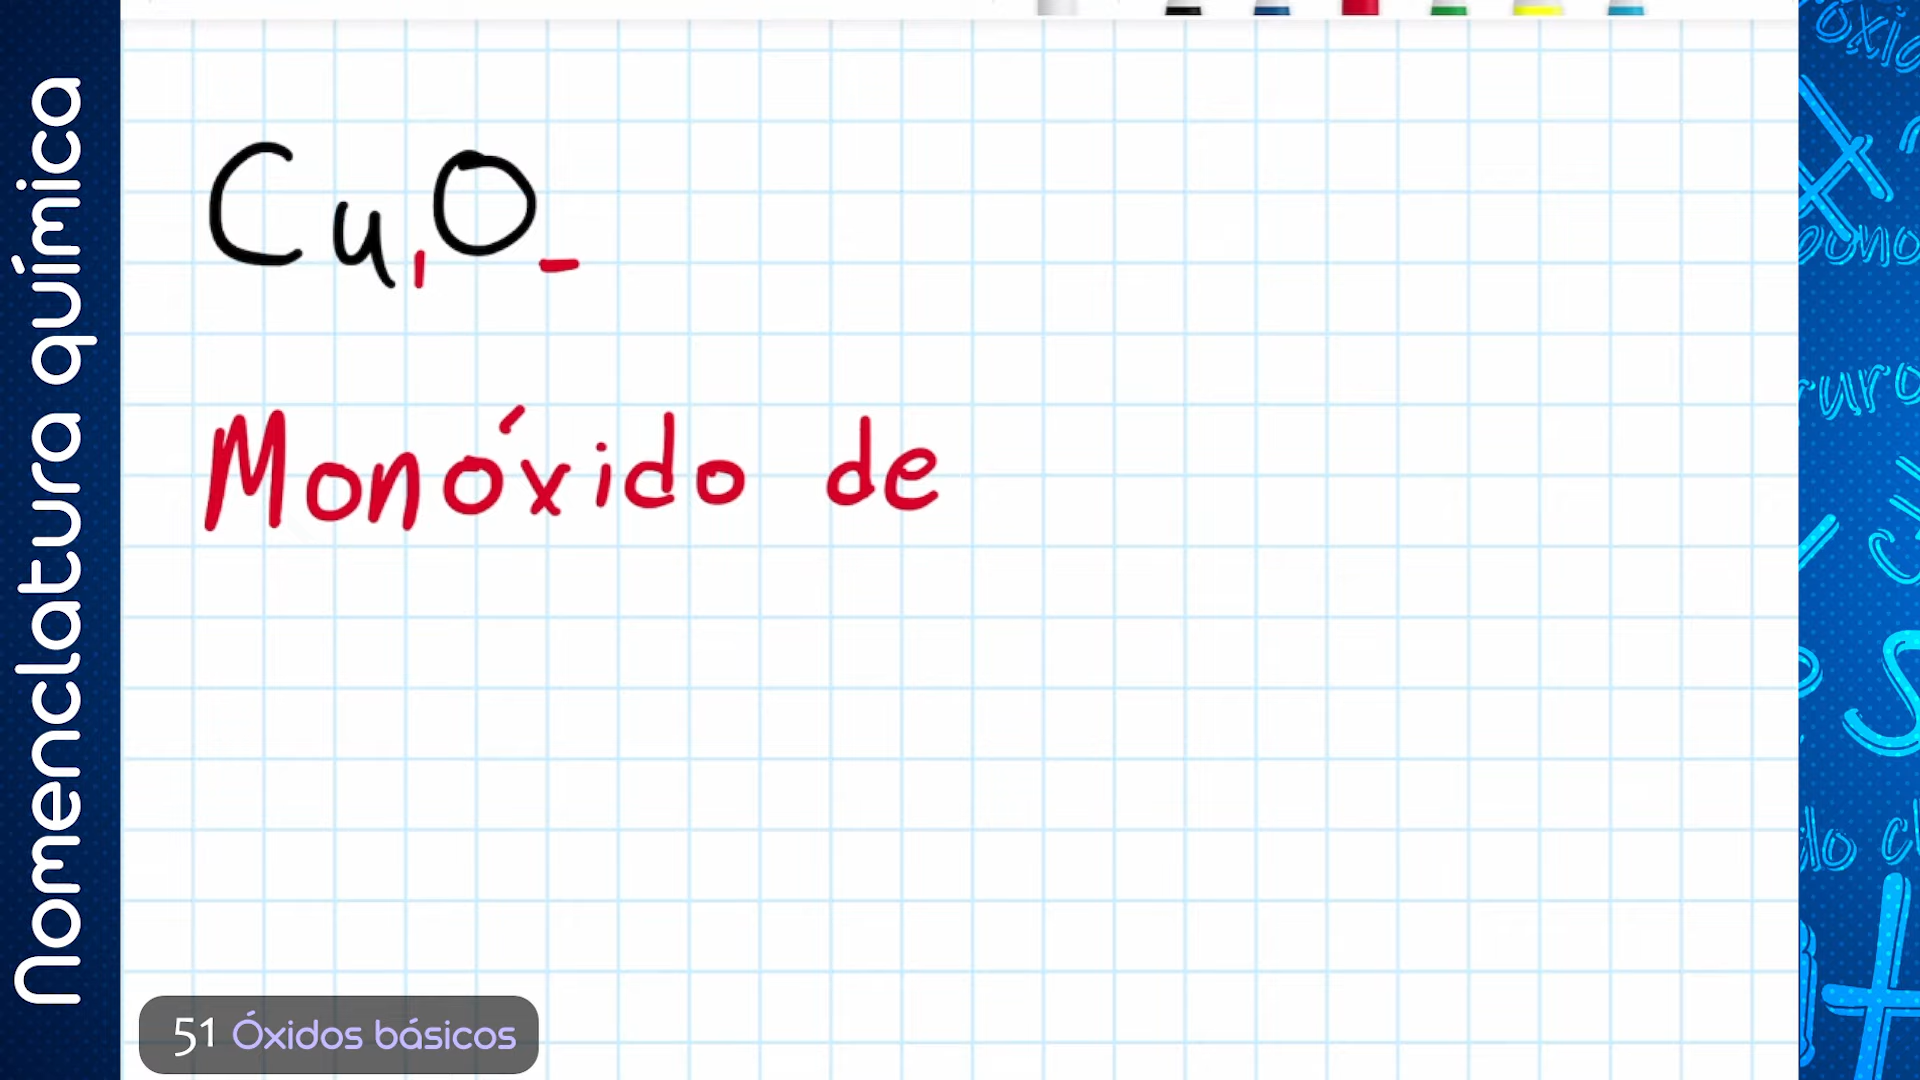 Nomenclatura química
Cu₁O₋
Monóxido de
51 Óxidos básicos